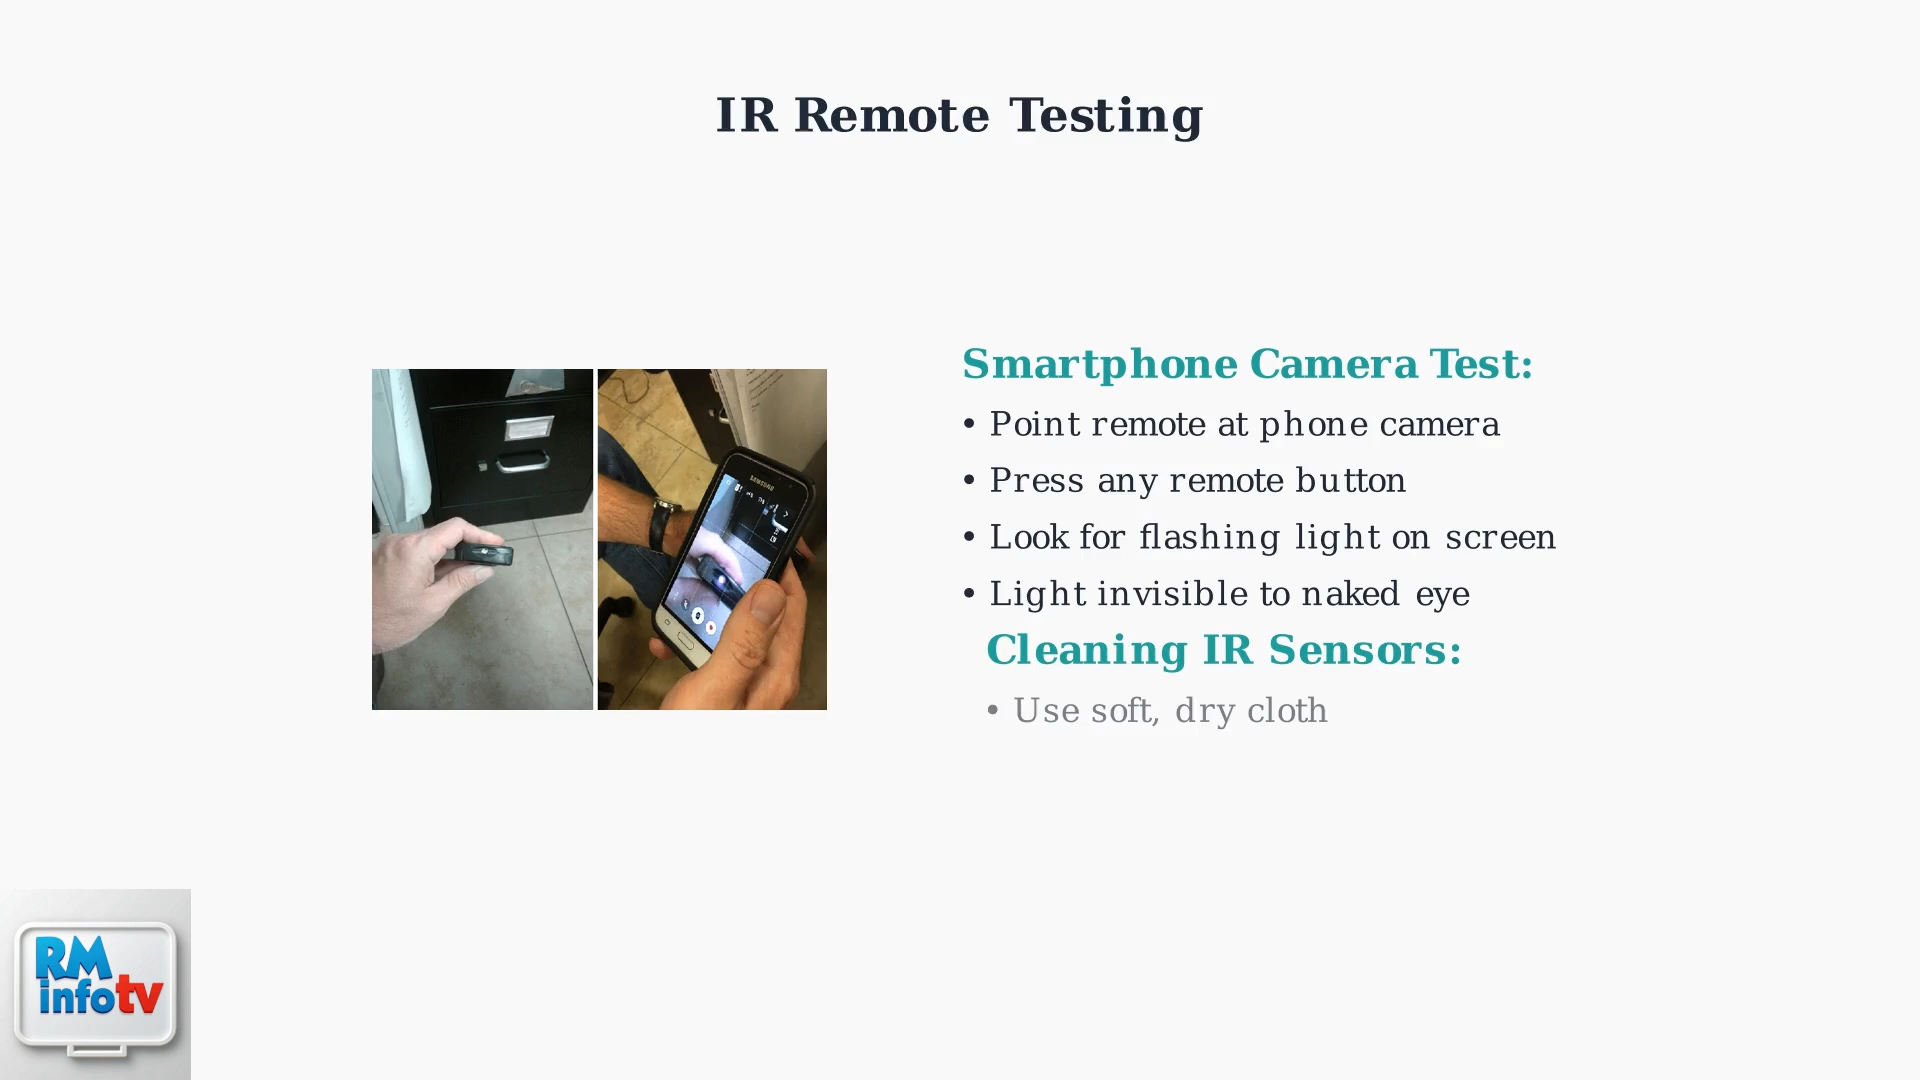 IR Remote Testing
SAMSUNG
Smartphone Camera Test:
• Point remote at phone camera
• Press any remote button
• Look for flashing light on screen
• Light invisible to naked eye
Cleaning IR Sensors:
• Use soft, dry cloth
RM
infotv